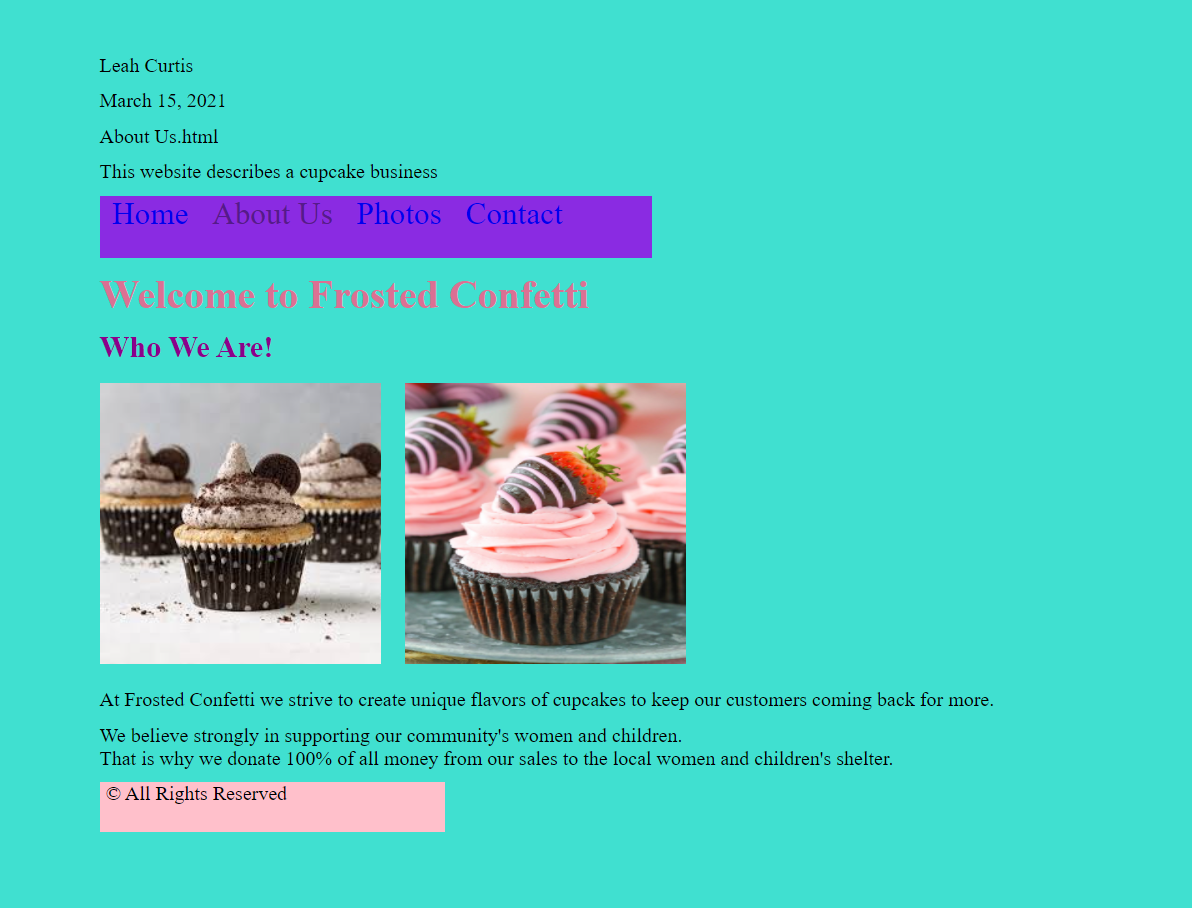 Leah Curtis
March 15, 2021
About Us.html
This website describes a cupcake business
Home About Us Photos Contact
Welcome to Frosted Confetti
Who We Are!
At Frosted Confetti we strive to create unique flavors of cupcakes to keep our customers coming back for more.
We believe strongly in supporting our community's women and children.
That is why we donate 100% of all money from our sales to the local women and children's shelter.
© All Rights Reserved